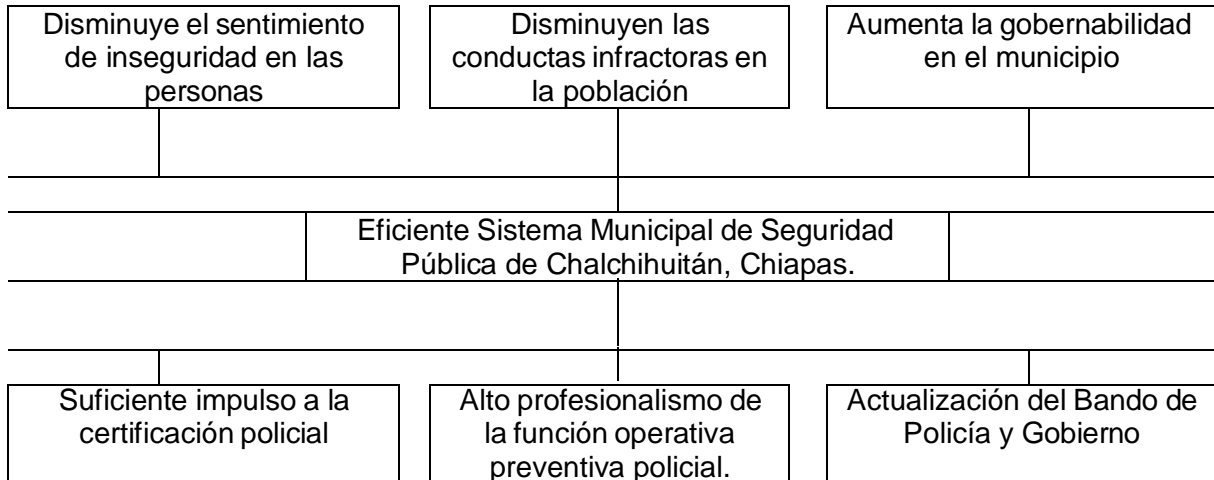 Disminuye el sentimiento
de inseguridad en las
personas
Disminuyen las
conductas infractoras en
la población
Aumenta la gobernabilidad
en el municipio
Eficiente Sistema Municipal de Seguridad
Pública de Chalchihuitán, Chiapas.
Suficiente impulso a la
certificación policial
Alto profesionalismo de
la función operativa
preventiva policial.
Actualización del Bando de
Policía y Gobierno